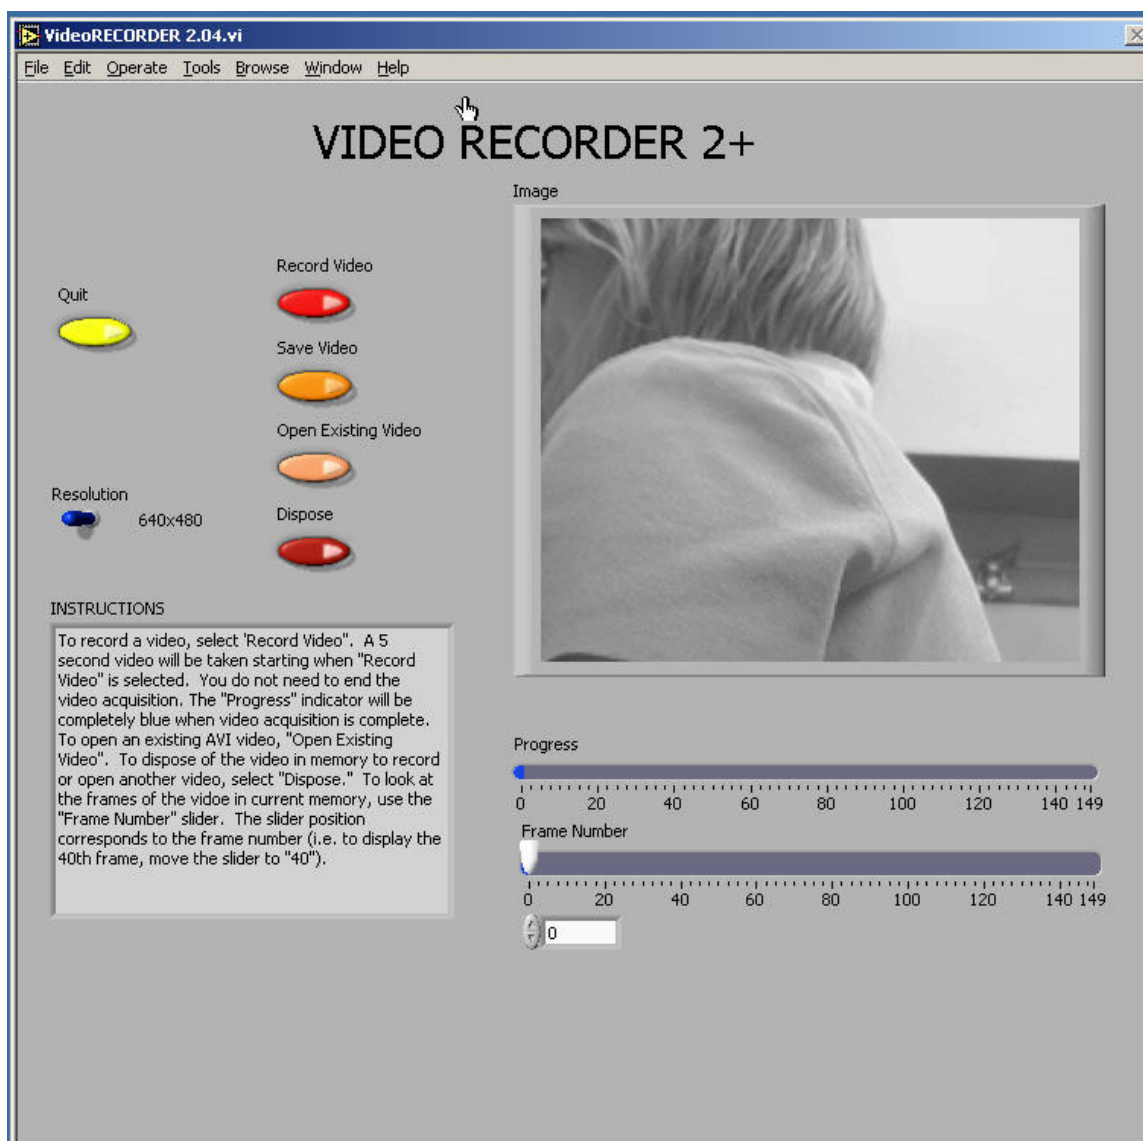 VideoRECORDER 2.04.vi
File Edit Operate Tools Browse Window Help
VIDEO RECORDER 2+
Image
Record Video
Quit
Save Video
Open Existing Video
Resolution
640x480
Dispose
INSTRUCTIONS
To record a video, select 'Record Video". A 5
second video will be taken starting when "Record
Video" is selected. You do not need to end the
video acquisition. The "Progress" indicator will be
completely blue when video acquisition is complete.
To open an existing AVI video, "Open Existing
Video". To dispose of the video in memory to record
or open another video, select "Dispose." To look at
the frames of the vidoe in current memory, use the
"Frame Number" slider. The slider position
corresponds to the frame number (i.e. to display the
40th frame, move the slider to "40").
Progress
0 20 40 60 80 100 120 140 149
Frame Number
0 20 40 60 80 100 120 140 149
0